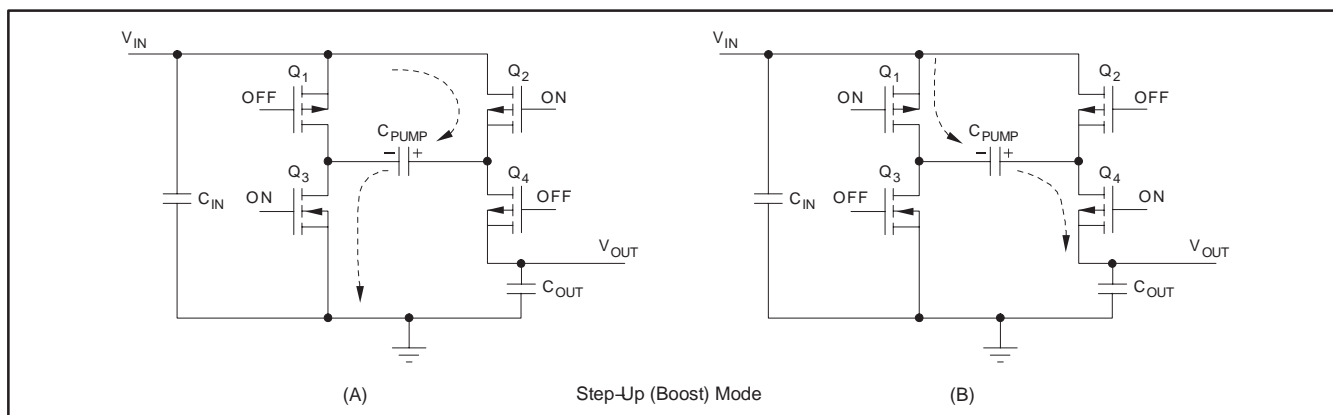 V_IN
Q_1
Q_2
OFF
ON
C_PUMP
− +
Q_3
Q_4
C_IN
ON
OFF
V_OUT
C_OUT
(A)
V_IN
Q_1
Q_2
ON
OFF
C_PUMP
− +
Q_3
Q_4
C_IN
OFF
ON
V_OUT
C_OUT
(B)
Step–Up (Boost) Mode